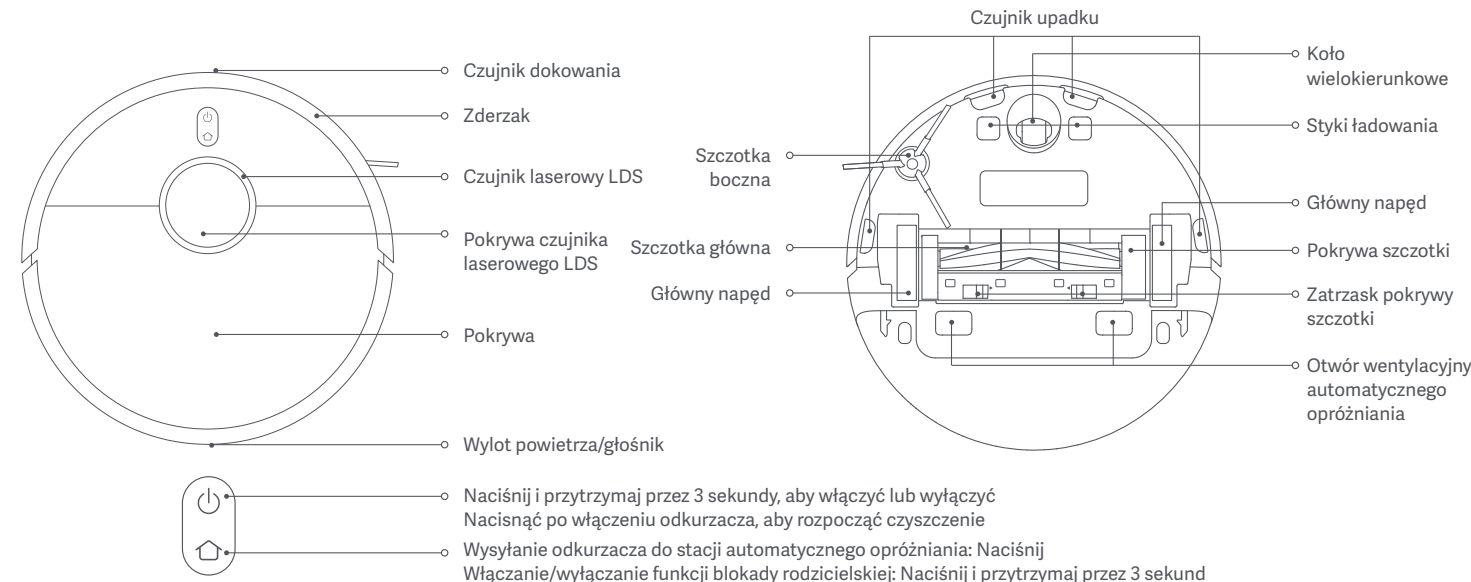 Czujnik dokowania
Zderzak
Czujnik laserowy LDS
Pokrywa czujnika
laserowego LDS
Pokrywa
Wylot powietrza/głośnik
Naciśnij i przytrzymaj przez 3 sekundy, aby włączyć lub wyłączyć
Nacisnąć po włączeniu odkurzacza, aby rozpocząć czyszczenie
Wysyłanie odkurzacza do stacji automatycznego opróżniania: Naciśnij
Włączanie/wyłączanie funkcji blokady rodzicielskiej: Naciśnij i przytrzymaj przez 3 sekund
Czujnik upadku
Szczotka
boczna
Szczotka główna
Główny napęd
Koło
wielokierunkowe
Styki ładowania
Główny napęd
Pokrywa szczotki
Zatrzask pokrywy
szczotki
Otwór wentylacyjny
automatycznego
opróżniania